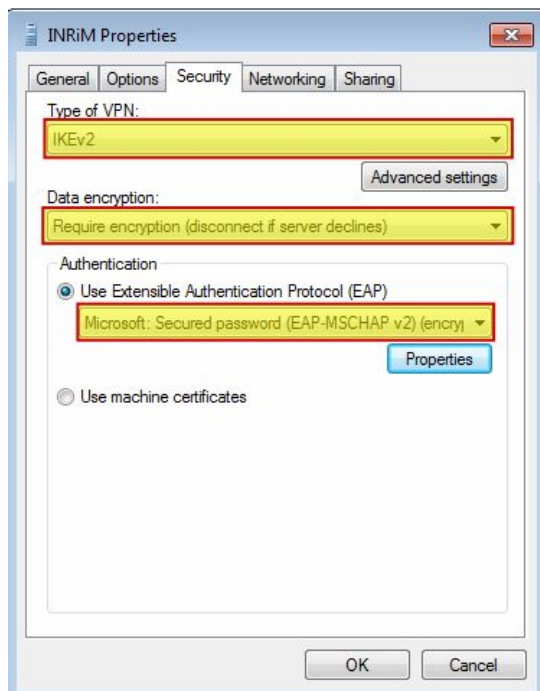 INRiM Properties
General Options Security Networking Sharing
Type of VPN:
IKEv2
Advanced settings
Data encryption:
Require encryption (disconnect if server declines)
Authentication
Use Extensible Authentication Protocol (EAP)
Microsoft: Secured password (EAP-MSCHAP v2) (encryp
Properties
Use machine certificates
OK Cancel